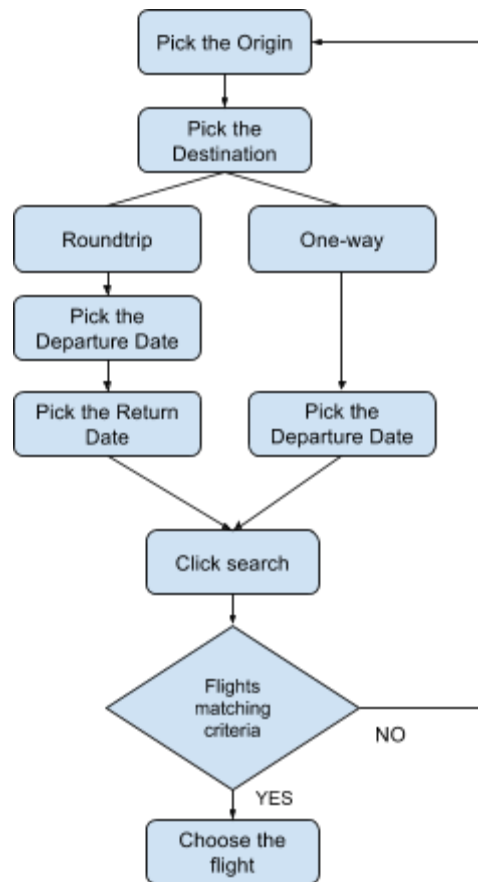 Pick the Origin
Pick the
Destination
Roundtrip
One-way
Pick the
Departure Date
Pick the Return
Date
Pick the
Departure Date
Click search
Flights
matching
criteria
NO
YES
Choose the
flight